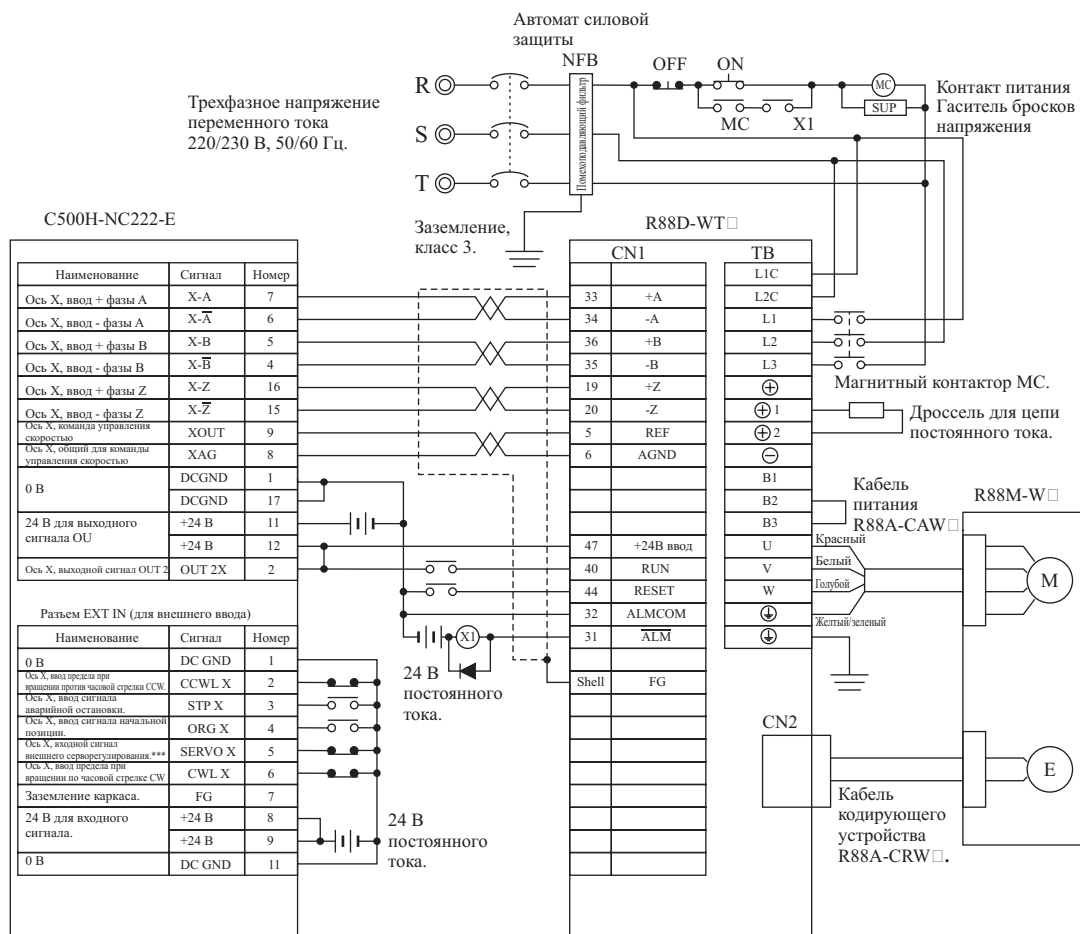 Автомат силовой
защиты
NFB
OFF
ON
R
MC
Контакт питания
SUP
Гаситель бросков
напряжения
Трехфазное напряжение
переменного тока
220/230 В, 50/60 Гц.
Помехоподавляющий фильтр
MC
X1
S
T
C500H-NC222-E
Заземление,
класс 3.
R88D-WT□
CN1
TB
Наименование Сигнал Номер
L1C
Ось X, ввод + фазы A X-A 7
33 +A
L2C
Ось X, ввод - фазы A X-A̅ 6
34 -A
L1
Ось X, ввод + фазы B X-B 5
36 +B
L2
Ось X, ввод - фазы B X-B̅ 4
35 -B
L3
Магнитный контактор МС.
Ось X, ввод + фазы Z X-Z 16
19 +Z
⊕
Ось X, ввод - фазы Z X-Z̅ 15
20 -Z
⊕ 1
Дроссель для цепи
постоянного тока.
Ось X, команда управления
скоростью
XOUT 9
5 REF
⊕ 2
Ось X, общий для команды
управления скоростью
XAG 8
6 AGND
⊖
0 В
DCGND 1
B1
DCGND 17
B2
24 В для выходного
сигнала OU
+24 В 11
B3
Кабель
питания
R88A-CAW□.
R88M-W□
+24 В 12
47 +24В ввод
U
Красный
Ось X, выходной сигнал OUT 2. OUT 2X 2
40 RUN
V
Белый
M
44 RESET
W
Голубой
Разъем EXT IN (для внешнего ввода)
32 ALMCOM
Желтый/зеленый
Наименование Сигнал Номер
X1
31 A̅L̅M̅
24 В
постоянного
тока.
0 В DC GND 1
Ось X, ввод предела при
вращении против часовой стрелки CCW.
CCWL X 2
Shell FG
Ось X, ввод сигнала
аварийной остановки.
STP X 3
Ось X, ввод сигнала начальной
позиции.
ORG X 4
CN2
Ось X, входной сигнал
внешнего серворегулирования.***
SERVO X 5
E
Ось X, ввод предела при
вращении по часовой стрелке CW
CWL X 6
Заземление каркаса. FG 7
Кабель
кодирующего
устройства
R88A-CRW□.
24 В для входного
сигнала.
+24 В 8
+24 В 9
24 В
постоянного
тока.
0 В DC GND 11